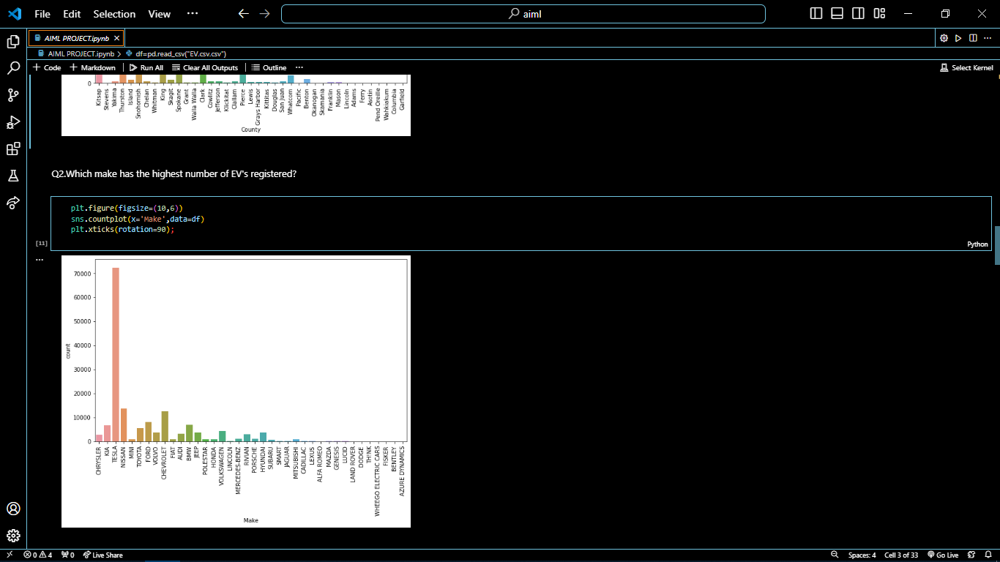 File Edit Selection View ··· aiml
AIML PROJECT.ipynb
AIML PROJECT.ipynb > df=pd.read_csv("EV.csv.csv")
+ Code + Markdown | Run All Clear All Outputs | Outline ··· Select Kernel
0
Kitsap Stevens Yakima Thurston Island Snohomish Chelan Whitman King Skagit Spokane Grant Walla Walla Clark Cowlitz Jefferson Klickitat Clallam Pierce Lewis Grays Harbor Kittitas Douglas San Juan Whatcom Pacific Benton Okanogan Skamania Franklin Mason Lincoln Adams Ferry Asotin Pend Oreille Wahkiakum Columbia Garfield
County
Q2.Which make has the highest number of EV's registered?
plt.figure(figsize=(10,6))
sns.countplot(x='Make',data=df)
plt.xticks(rotation=90);
[11]
Python
···
70000
60000
50000
40000
30000
20000
10000
0
count
CHRYSLER KIA TESLA NISSAN MINI TOYOTA FORD VOLVO CHEVROLET FIAT AUDI BMW JEEP POLESTAR HONDA VOLKSWAGEN LINCOLN MERCEDES-BENZ RIVIAN PORSCHE HYUNDAI SUBARU SMART JAGUAR MITSUBISHI CADILLAC LEXUS ALFA ROMEO MAZDA GENESIS LUCID LAND ROVER DODGE THINK WHEEGO ELECTRIC CARS FISKER BENTLEY AZURE DYNAMICS
Make
0 4 0 Live Share Spaces: 4 Cell 3 of 33 Go Live